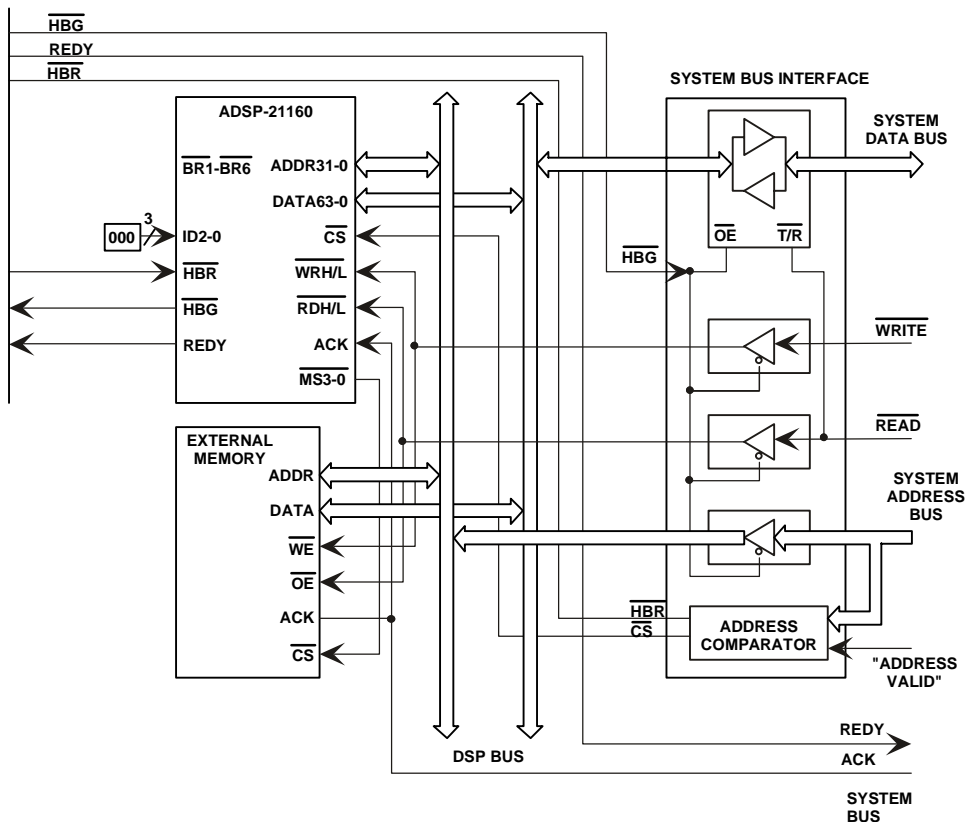 HBG
REDY
HBR
SYSTEM BUS INTERFACE
ADSP-21160
SYSTEM
DATA BUS
BR1-BR6
ADDR31-0
DATA63-0
3
000
ID2-0
CS
OE
T/R
HBG
HBR
WRH/L
HBG
RDH/L
WRITE
REDY
ACK
MS3-0
READ
EXTERNAL
MEMORY
ADDR
SYSTEM
ADDRESS
BUS
DATA
WE
OE
HBR
ACK
CS
ADDRESS
COMPARATOR
CS
"ADDRESS
VALID"
REDY
DSP BUS
ACK
SYSTEM
BUS